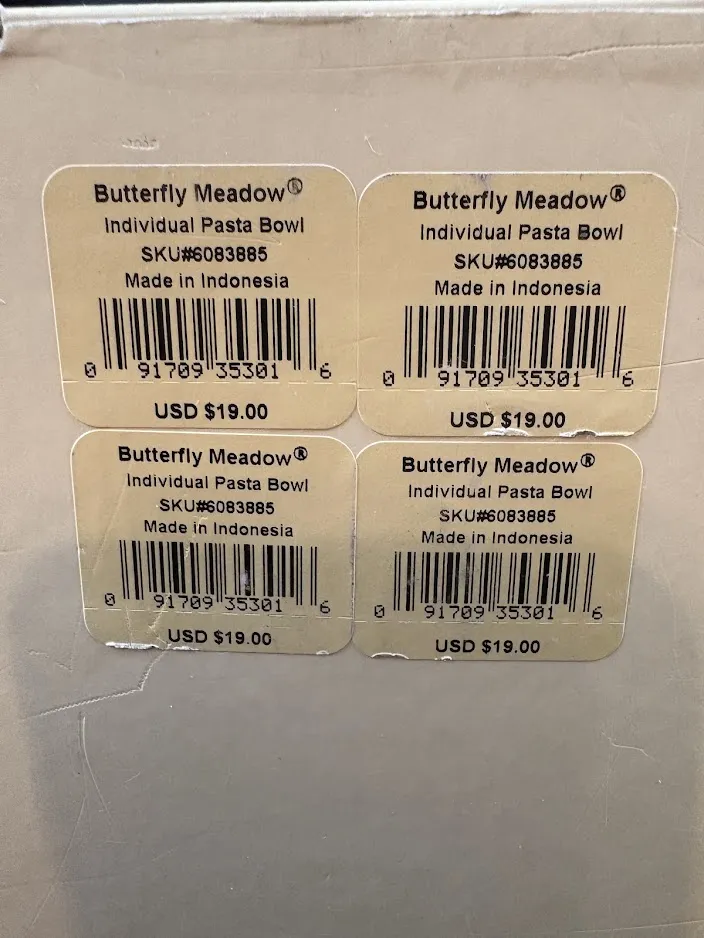 Butterfly Meadow®
Individual Pasta Bowl
SKU#6083885
Made in Indonesia
0 91709 35301 6
USD $19.00
Butterfly Meadow®
Individual Pasta Bowl
SKU#6083885
Made in Indonesia
0 91709 35301 6
USD $19.00
Butterfly Meadow®
Individual Pasta Bowl
SKU#6083885
Made in Indonesia
0 91709 35301 6
USD $19.00
Butterfly Meadow®
Individual Pasta Bowl
SKU#6083885
Made in Indonesia
0 91709 35301 6
USD $19.00